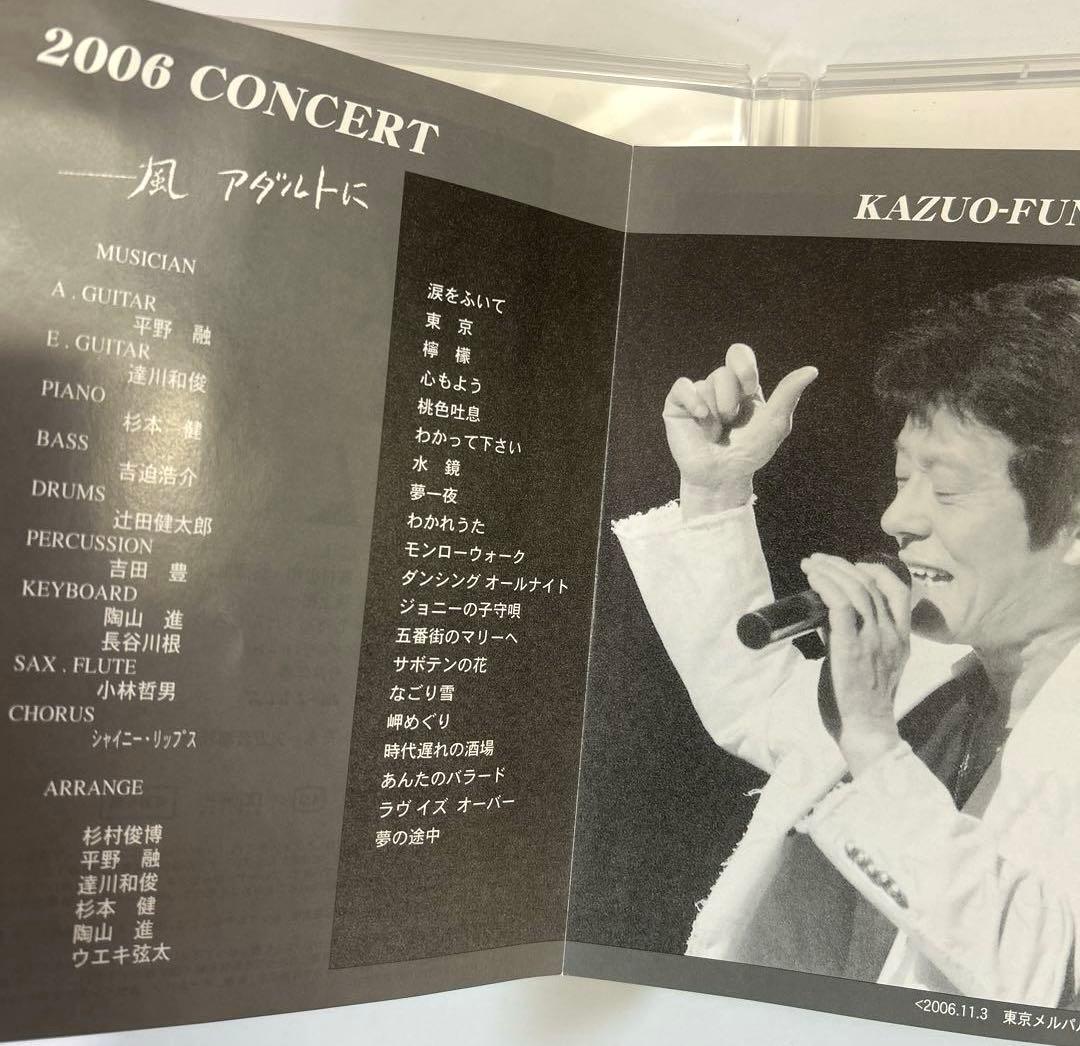 2006 CONCERT
──風 アダルトに
MUSICIAN
A . GUITAR
平野 融
E . GUITAR
達川和俊
PIANO
杉本 健
BASS
吉迫浩介
DRUMS
辻田健太郎
PERCUSSION
吉田 豊
KEYBOARD
陶山 進
長谷川根
SAX . FLUTE
小林哲男
CHORUS
シャイニー・リップス
ARRANGE
杉村俊博
平野 融
達川和俊
杉本 健
陶山 進
ウエキ弦太
涙をふいて
東 京
檸 檬
心もよう
桃色吐息
わかって下さい
水 鏡
夢一夜
わかれうた
モンローウォーク
ダンシング オールナイト
ジョニーの子守唄
五番街のマリーへ
サボテンの花
なごり雪
岬めぐり
時代遅れの酒場
あんたのバラード
ラヴ イズ オーバー
夢の途中
KAZUO-FUN
<2006.11.3 東京メルパル